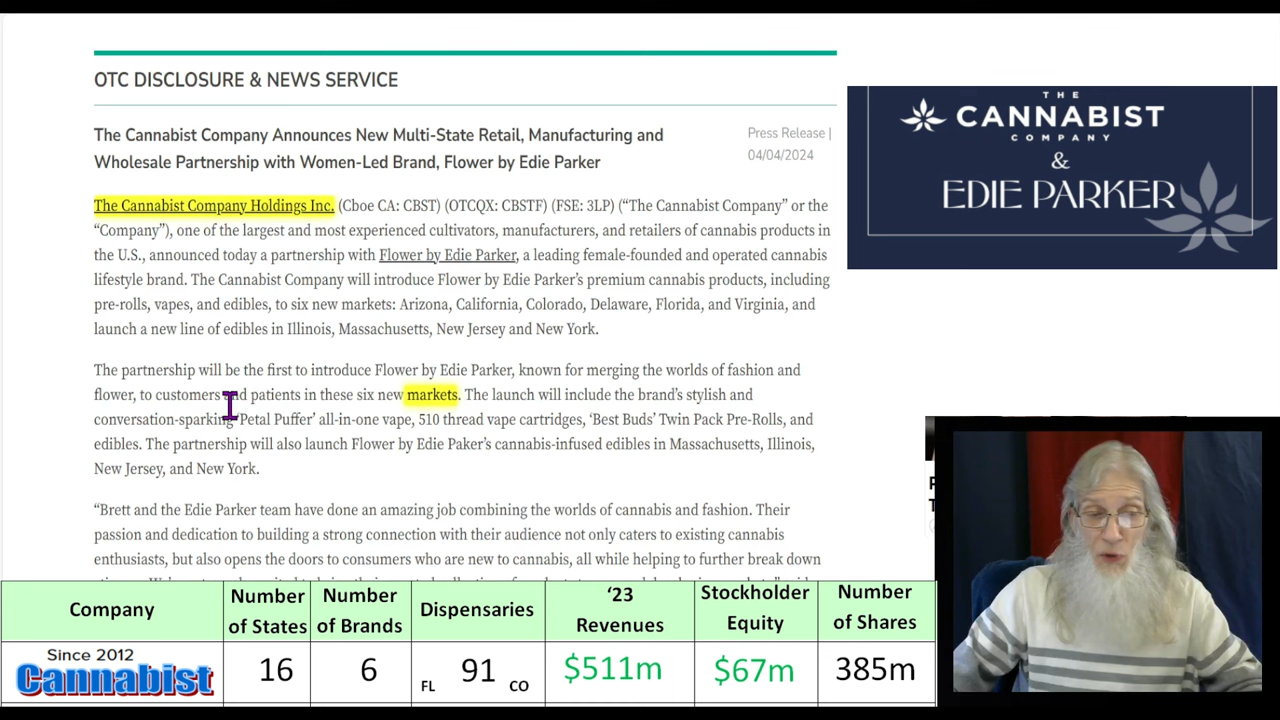 OTC DISCLOSURE & NEWS SERVICE
The Cannabist Company Announces New Multi-State Retail, Manufacturing and
Wholesale Partnership with Women-Led Brand, Flower by Edie Parker
Press Release |
04/04/2024
The Cannabist Company Holdings Inc. (Cboe CA: CBST) (OTCQX: CBSTF) (FSE: 3LP) (“The Cannabist Company” or the
“Company”), one of the largest and most experienced cultivators, manufacturers, and retailers of cannabis products in
the U.S., announced today a partnership with Flower by Edie Parker, a leading female-founded and operated cannabis
lifestyle brand. The Cannabist Company will introduce Flower by Edie Parker’s premium cannabis products, including
pre-rolls, vapes, and edibles, to six new markets: Arizona, California, Colorado, Delaware, Florida, and Virginia, and
launch a new line of edibles in Illinois, Massachusetts, New Jersey and New York.
The partnership will be the first to introduce Flower by Edie Parker, known for merging the worlds of fashion and
flower, to customers and patients in these six new markets. The launch will include the brand’s stylish and
conversation-sparking ‘Petal Puffer’ all-in-one vape, 510 thread vape cartridges, ‘Best Buds’ Twin Pack Pre-Rolls, and
edibles. The partnership will also launch Flower by Edie Paker’s cannabis-infused edibles in Massachusetts, Illinois,
New Jersey, and New York.
“Brett and the Edie Parker team have done an amazing job combining the worlds of cannabis and fashion. Their
passion and dedication to building a strong connection with their audience not only caters to existing cannabis
enthusiasts, but also opens the doors to consumers who are new to cannabis, all while helping to further break down
THE
CANNABIST
COMPANY
&
EDIE PARKER
Company Number of States Number of Brands Dispensaries ‘23 Revenues Stockholder Equity Number of Shares
Since 2012
Cannabist 16 6 FL 91 CO $511m $67m 385m